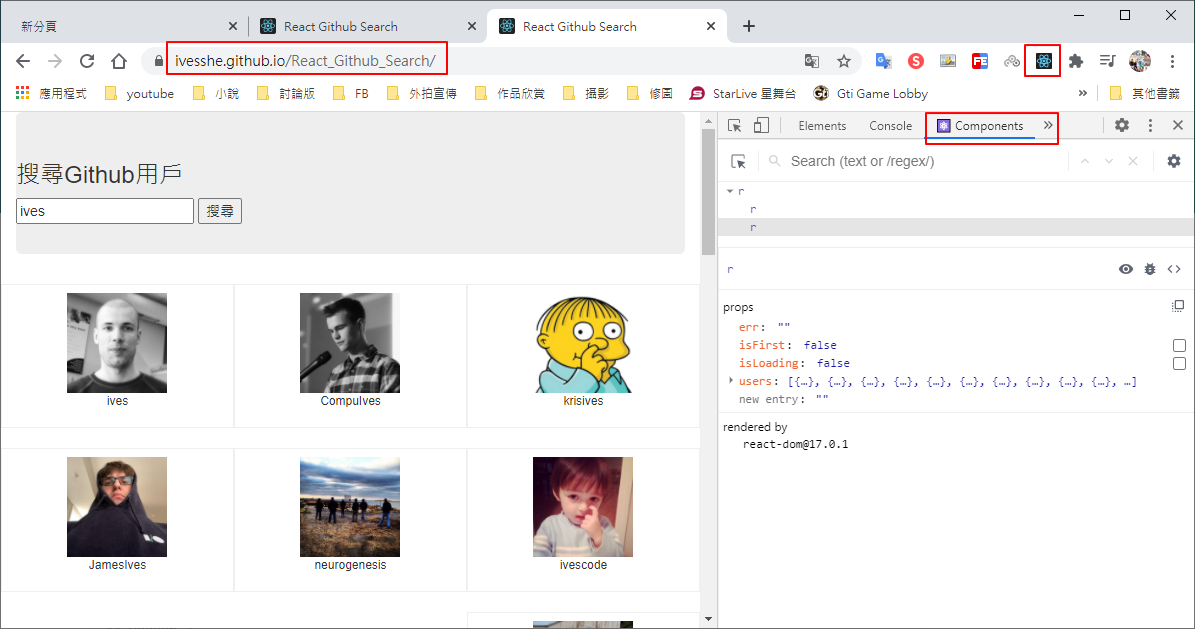 新分頁
React Github Search
React Github Search
ivesshe.github.io/React_Github_Search/
應用程式 youtube 小說 討論版 FB 外拍宣傳 作品欣賞 攝影 修圖 StarLive 星舞台 Gti Game Lobby » 其他書籤
搜尋Github用戶
ives 搜尋
ives CompuIves krisives
JamesIves neurogenesis ivescode
Elements Console Components »
Search (text or /regex/)
r
r
r
r
props
err: ""
isFirst: false
isLoading: false
users: [{…}, {…}, {…}, {…}, {…}, {…}, {…}, {…}, {…}, {…}, …]
new entry: ""
rendered by
react-dom@17.0.1